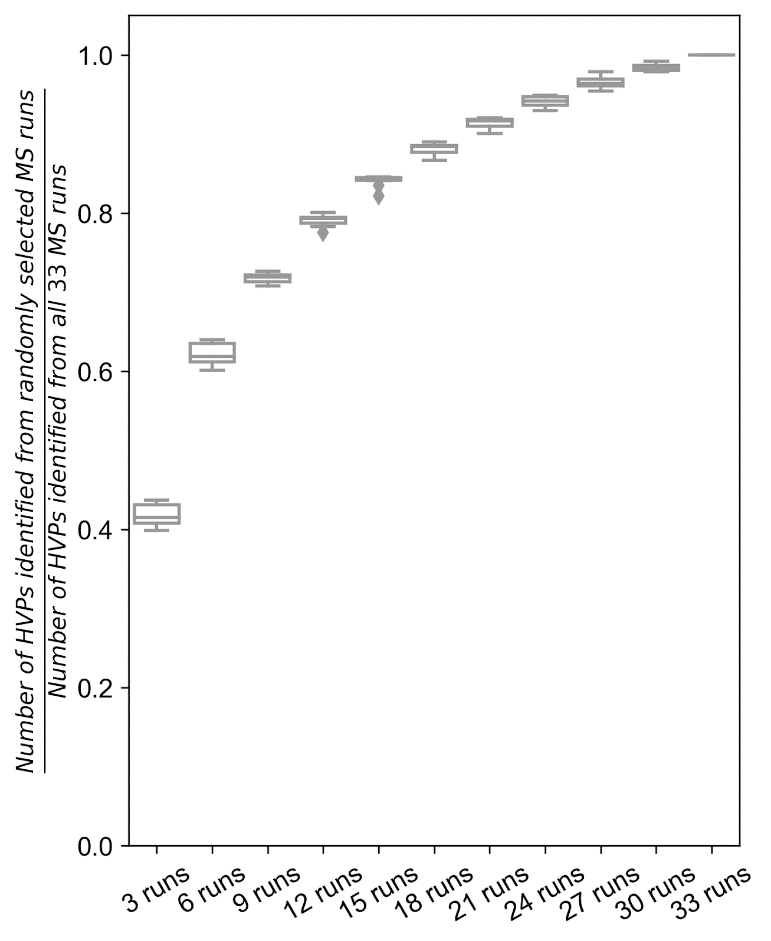 Number of HVPs identified from randomly selected MS runs
Number of HVPs identified from all 33 MS runs
1.0
0.8
0.6
0.4
0.2
0.0
3 runs
6 runs
9 runs
12 runs
15 runs
18 runs
21 runs
24 runs
27 runs
30 runs
33 runs